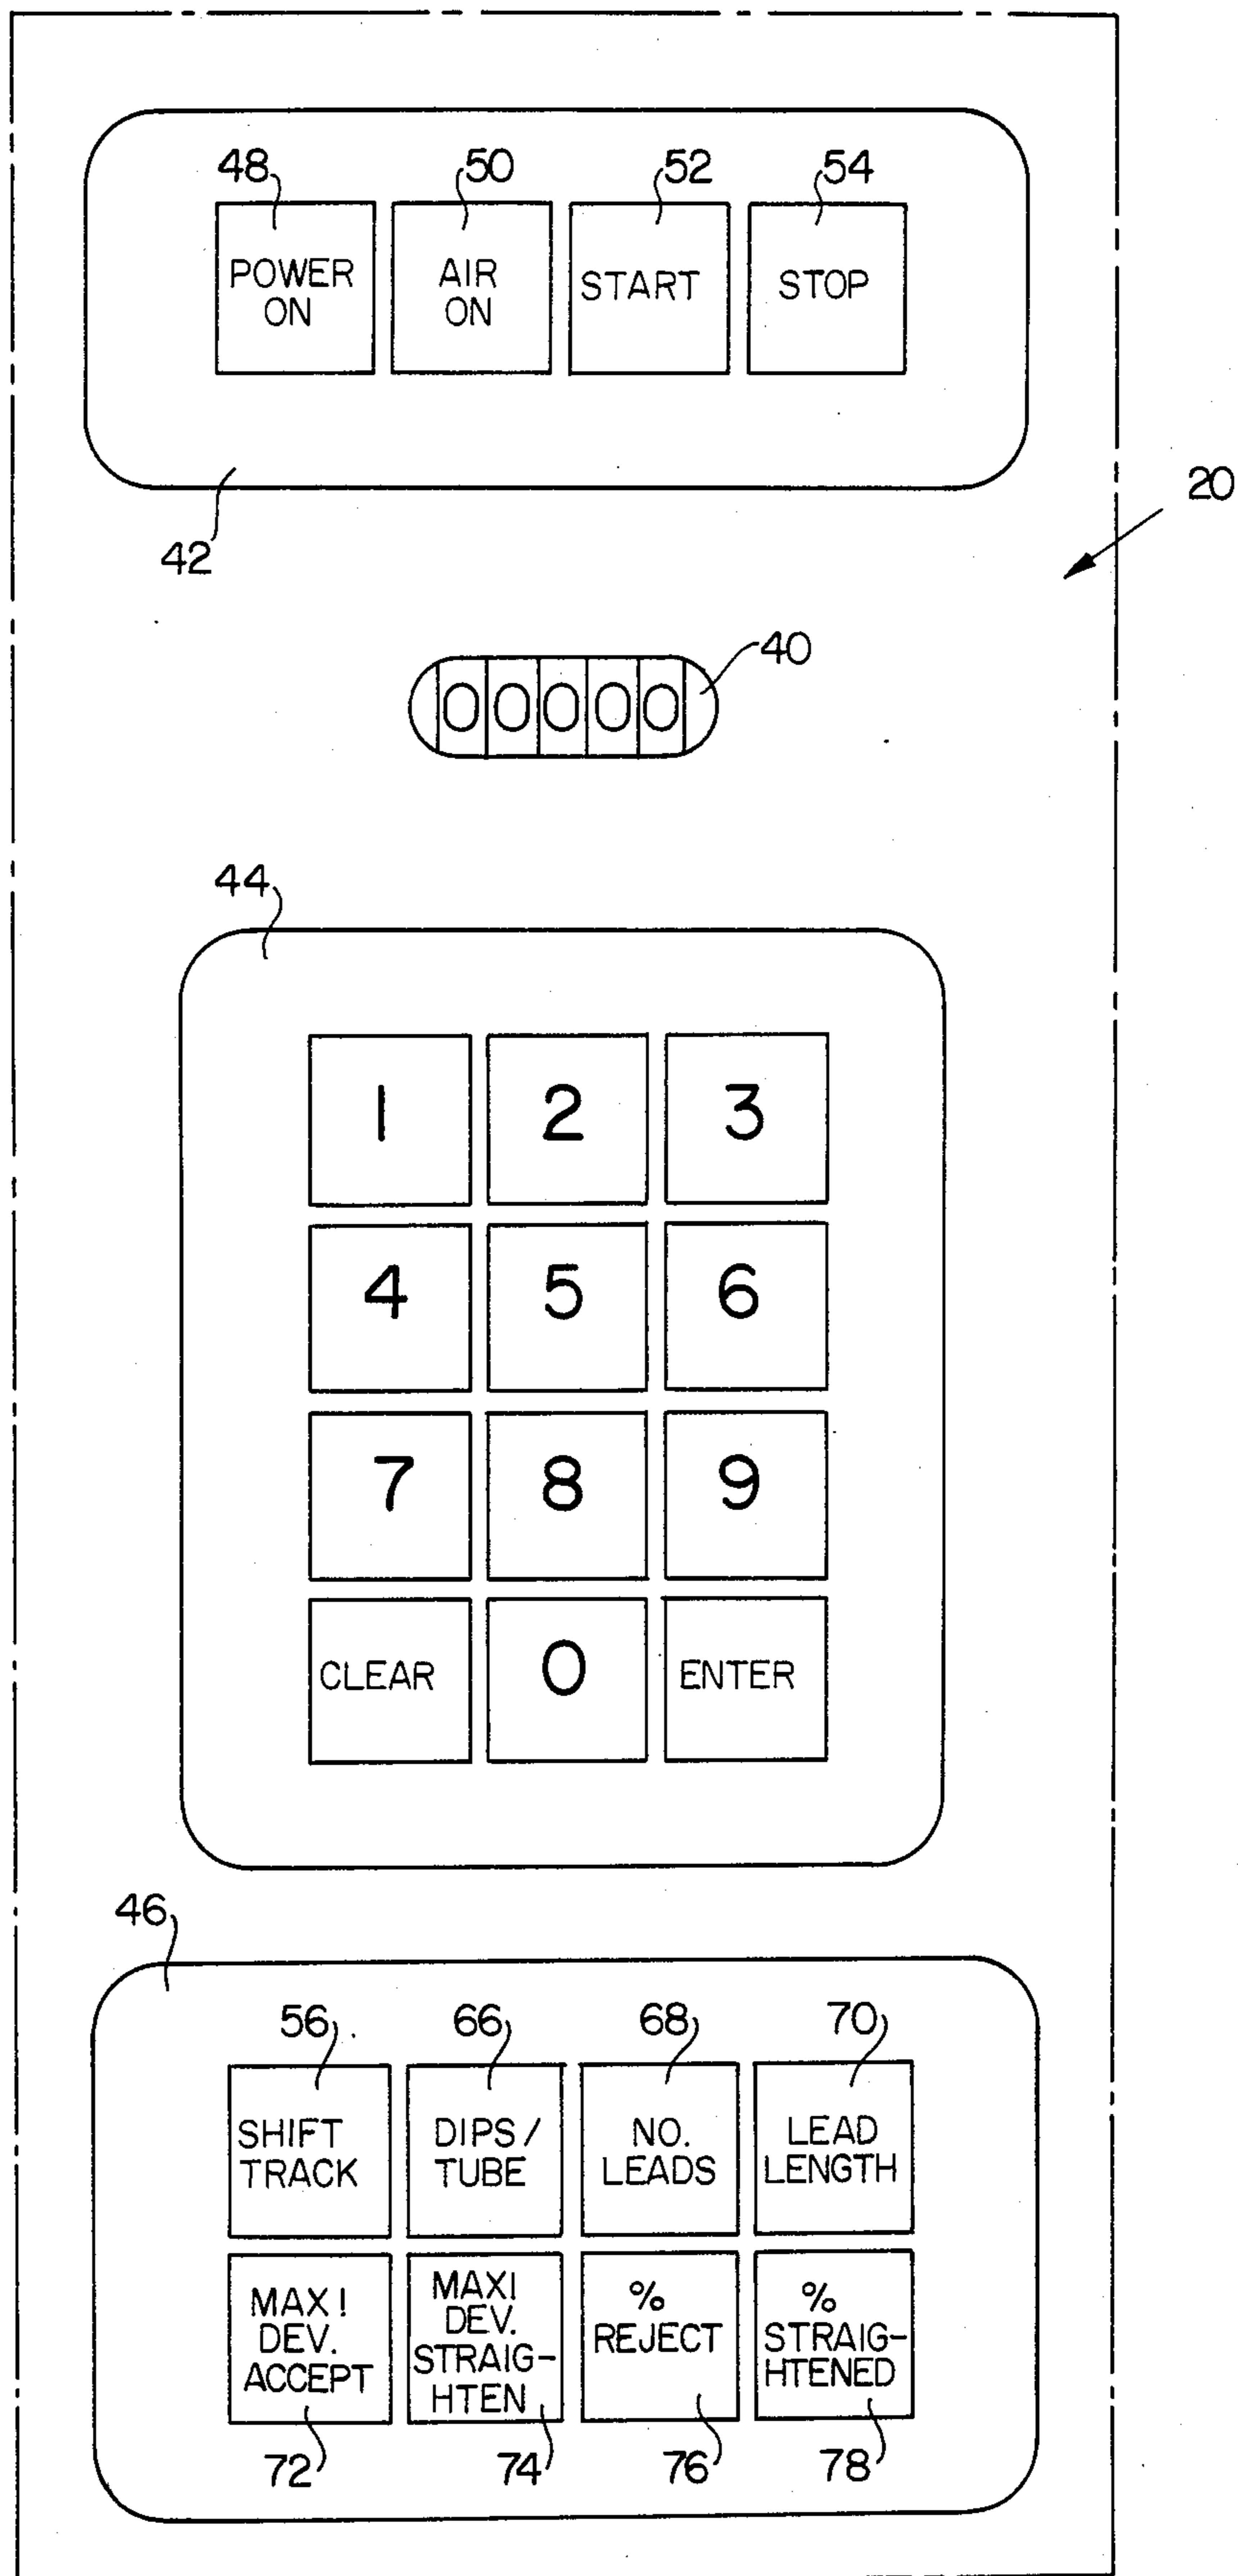 48 50 52 54
POWER ON
AIR ON
START
STOP
42
20
00000
40
44
1 2 3
4 5 6
7 8 9
CLEAR 0 ENTER
46
56 66 68 70
SHIFT
TRACK
DIPS/
TUBE
NO.
LEADS
LEAD
LENGTH
MAX!
DEV.
ACCEPT
MAXI
DEV.
STRAIG-
HTEN
%
REJECT
%
STRAIG-
HTENED
72 74 76 78